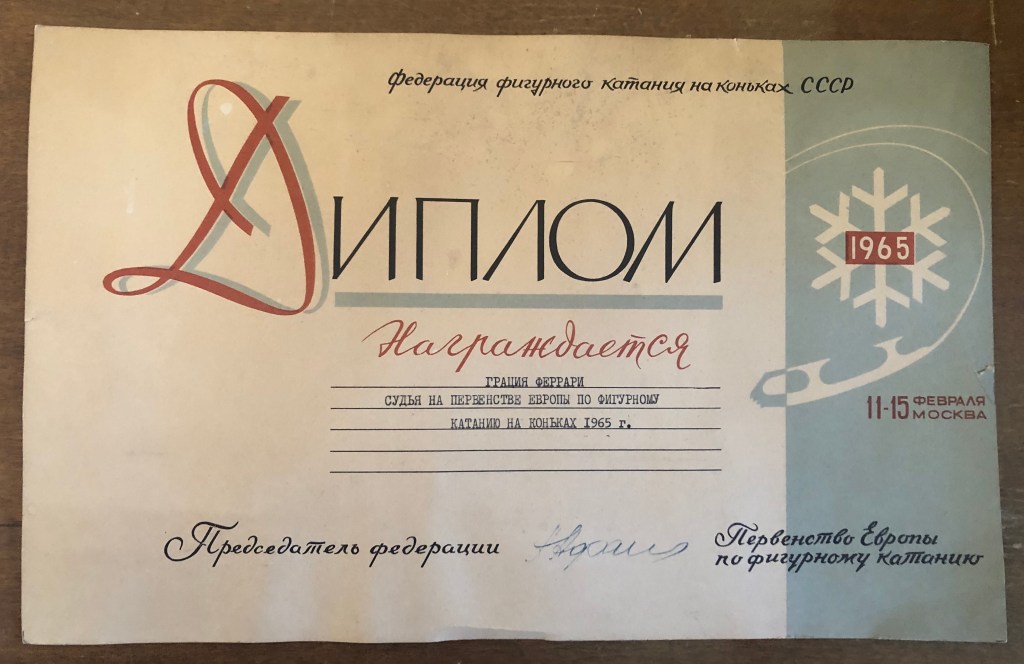 Федерация фигурного катания на коньках СССР
Диплом
1965
Награждается
ГРАЦИЯ ФЕРРАРИ
СУДЬЯ НА ПЕРВЕНСТВЕ ЕВРОПЫ ПО ФИГУРНОМУ
КАТАНИЮ НА КОНЬКАХ 1965 г.
11-15 ФЕВРАЛЯ
МОСКВА
Председатель федерации
Первенство Европы
по фигурному катанию